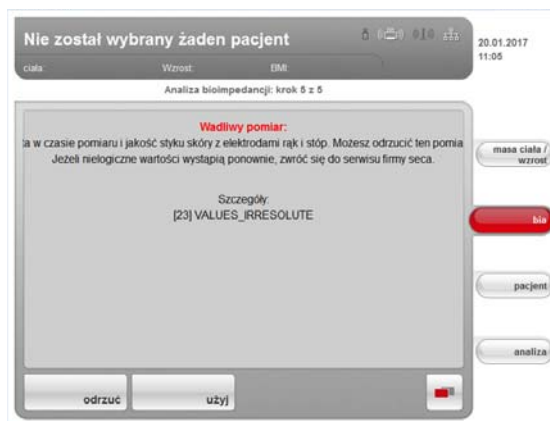 Nie został wybrany żaden pacjent
20.01.2017
11:05
ciała: Wzrost: BMI:
Analiza bioimpedancji: krok 5 z 5
Wadliwy pomiar:
ta w czasie pomiaru i jakość styku skóry z elektrodami rąk i stóp. Możesz odrzucić ten pomia
Jeżeli nielogiczne wartości wystąpią ponownie, zwróć się do serwisu firmy seca.
Szczegóły:
[23] VALUES_IRRESOLUTE
masa ciała /
wzrost
bia
pacjent
analiza
odrzuć
użyj